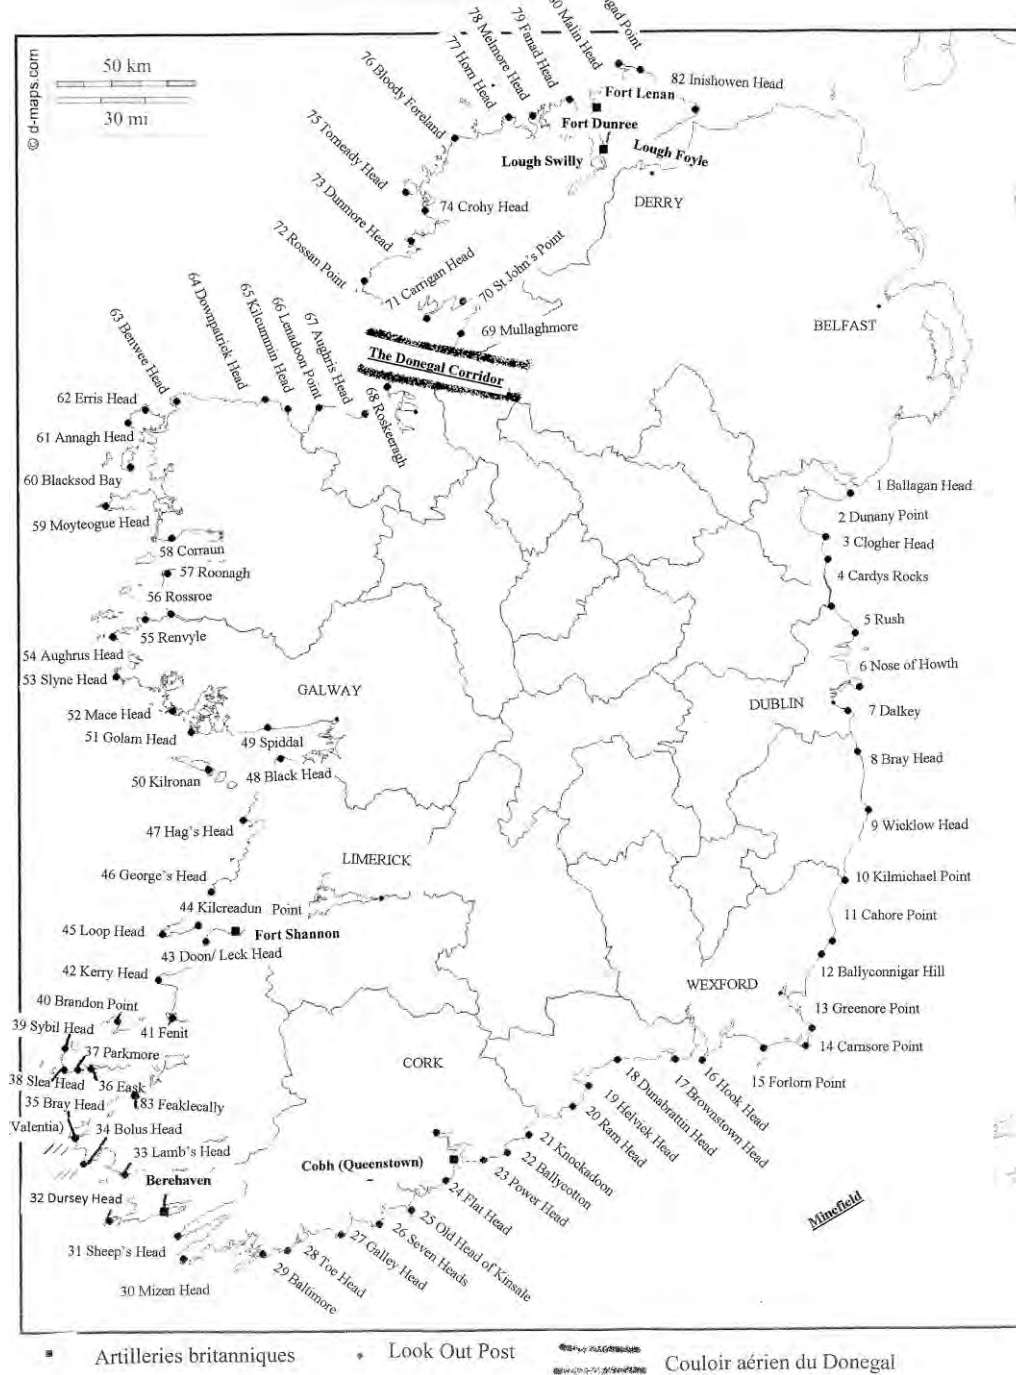 79 Fanad Head
78 Melmore Head
77 Horn Head
76 Bloody Foreland
75 Torneady Head
73 Dunmore Head
72 Rossan Point
Malin Head
Point
82 Inishowen Head
Fort Lenan
Fort Dunree
Lough Swilly
Lough Foyle
DERRY
74 Crohy Head
71 Carrigan Head
70 St John's Point
69 Mullaghmore
BELFAST
© d-maps.com
50 km
30 mi
The Donegal Corridor
68 Roskeeragh
67 Aughris Head
66 Lenadoon Point
65 Kilcummin Head
64 Downpatrick Head
63 Benwee Head
62 Erris Head
61 Annagh Head
60 Blacksod Bay
59 Moyteogue Head
58 Corraun
57 Roonagh
56 Rossroe
55 Renvyle
54 Aughrus Head
53 Slyne Head
52 Mace Head
51 Golam Head
50 Kilronan
49 Spiddal
48 Black Head
47 Hag's Head
46 George's Head
44 Kilcreadun Point
45 Loop Head
Fort Shannon
43 Doon/ Leck Head
42 Kerry Head
40 Brandon Point
39 Sybil Head
41 Fenit
37 Parkmore
38 Slea Head
36 Eask
35 Bray Head
(Valentia)
83 Feaklecally
34 Bolus Head
33 Lamb's Head
Berehaven
32 Dursey Head
31 Sheep's Head
30 Mizen Head
GALWAY
LIMERICK
CORK
DUBLIN
WEXFORD
1 Ballagan Head
2 Dunany Point
3 Clogher Head
4 Cardys Rocks
5 Rush
6 Nose of Howth
7 Dalkey
8 Bray Head
9 Wicklow Head
10 Kilmichael Point
11 Cahore Point
12 Ballyconnigar Hill
13 Greenore Point
14 Carnsore Point
15 Forlorn Point
16 Hook Head
17 Brownstown Head
18 Dunabrattin Head
19 Helvick Head
20 Ram Head
21 Knockadoon
22 Ballycotton
23 Power Head
Cobh (Queenstown)
24 Flat Head
25 Old Head of Kinsale
26 Seven Heads
27 Galley Head
28 Toe Head
29 Baltimore
Minefield
Artilleries britanniques
Look Out Post
Couloir aérien du Donegal